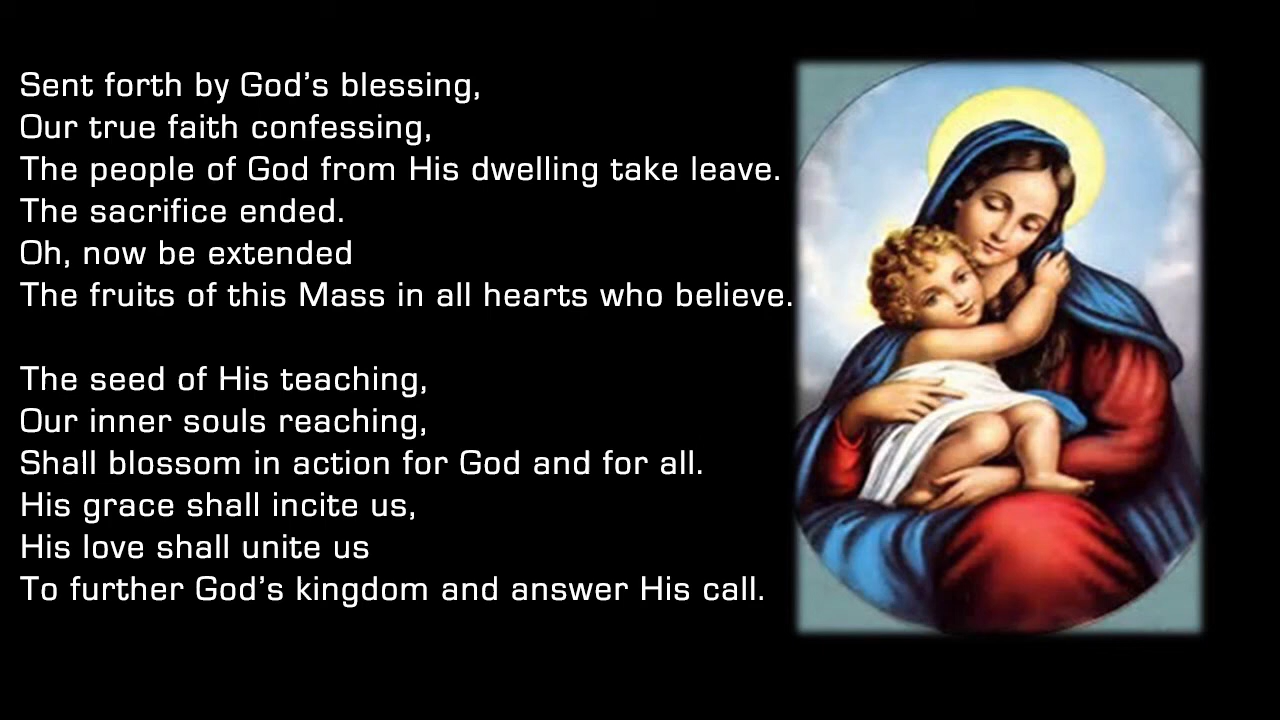 Sent forth by God’s blessing,
Our true faith confessing,
The people of God from His dwelling take leave.
The sacrifice ended.
Oh, now be extended
The fruits of this Mass in all hearts who believe.

The seed of His teaching,
Our inner souls reaching,
Shall blossom in action for God and for all.
His grace shall incite us,
His love shall unite us
To further God’s kingdom and answer His call.